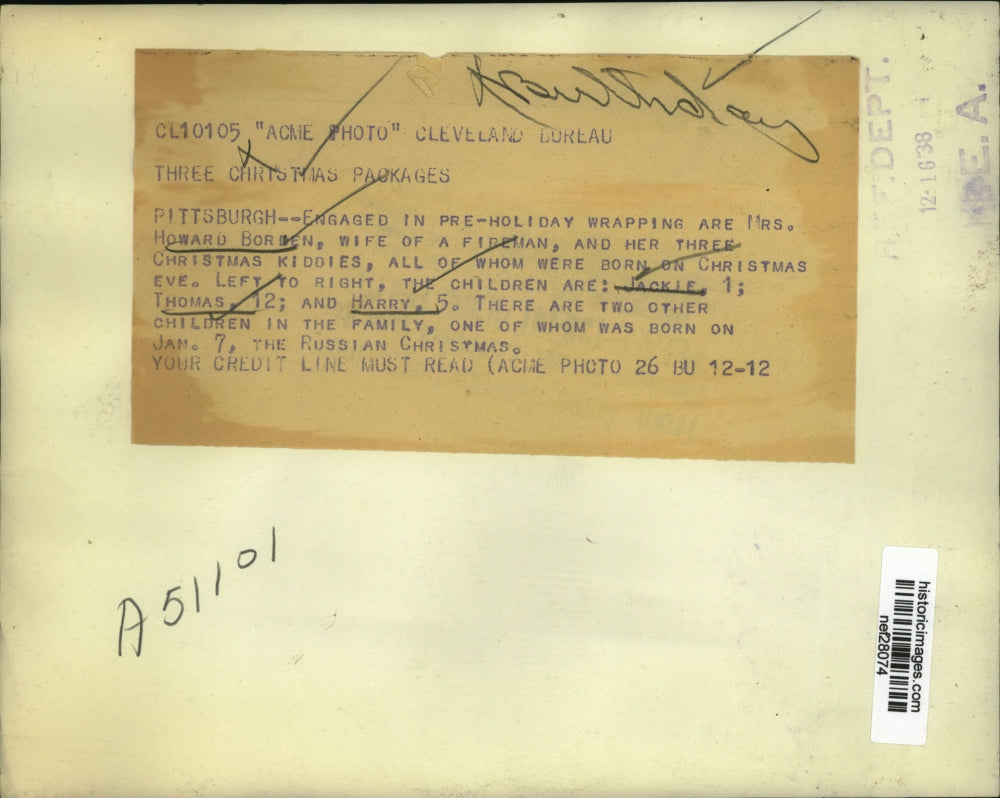 Birthday
CL10105 "ACME PHOTO" CLEVELAND BUREAU
THREE CHRISTMAS PACKAGES
PITTSBURGH--ENGAGED IN PRE-HOLIDAY WRAPPING ARE MRS.
HOWARD BORDEN, WIFE OF A FIREMAN, AND HER THREE
CHRISTMAS KIDDIES, ALL OF WHOM WERE BORN ON CHRISTMAS
EVE. LEFT TO RIGHT, THE CHILDREN ARE: JACKIE, 1;
THOMAS, 12; AND HARRY, 5. THERE ARE TWO OTHER
CHILDREN IN THE FAMILY, ONE OF WHOM WAS BORN ON
JAN. 7, THE RUSSIAN CHRISTMAS.
YOUR CREDIT LINE MUST READ (ACME PHOTO 26 BU 12-12
DEPT.
12-16 38
E. A.
A51101
historicimages.com
nef28074